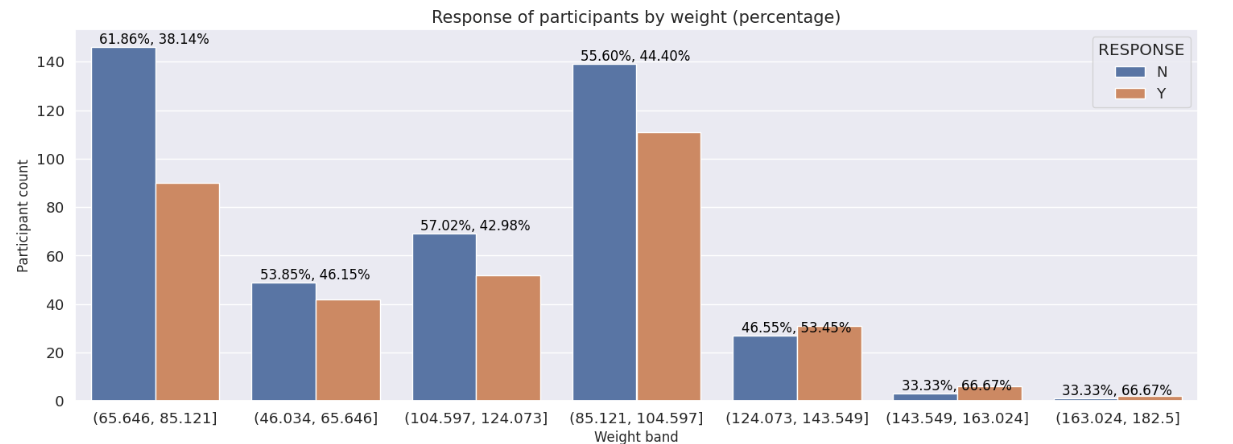 Response of participants by weight (percentage)
61.86%, 38.14%
53.85%, 46.15%
57.02%, 42.98%
55.60%, 44.40%
46.55%, 53.45%
33.33%, 66.67%
33.33%, 66.67%
RESPONSE
N
Y
Participant count
140
120
100
80
60
40
20
0
(65.646, 85.121] (46.034, 65.646] (104.597, 124.073] (85.121, 104.597] (124.073, 143.549] (143.549, 163.024] (163.024, 182.5]
Weight band